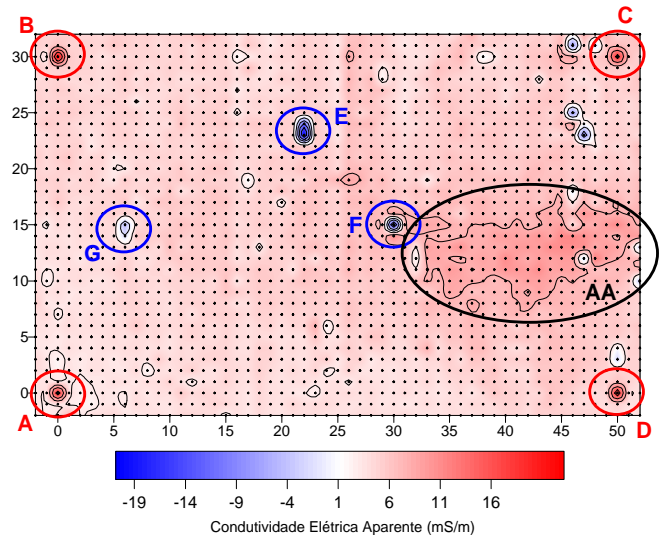 B
C
30
E
25
20
F
15
G
10
AA
5
0
A
D
0 5 10 15 20 25 30 35 40 45 50
-19 -14 -9 -4 1 6 11 16
Condutividade Elétrica Aparente (mS/m)